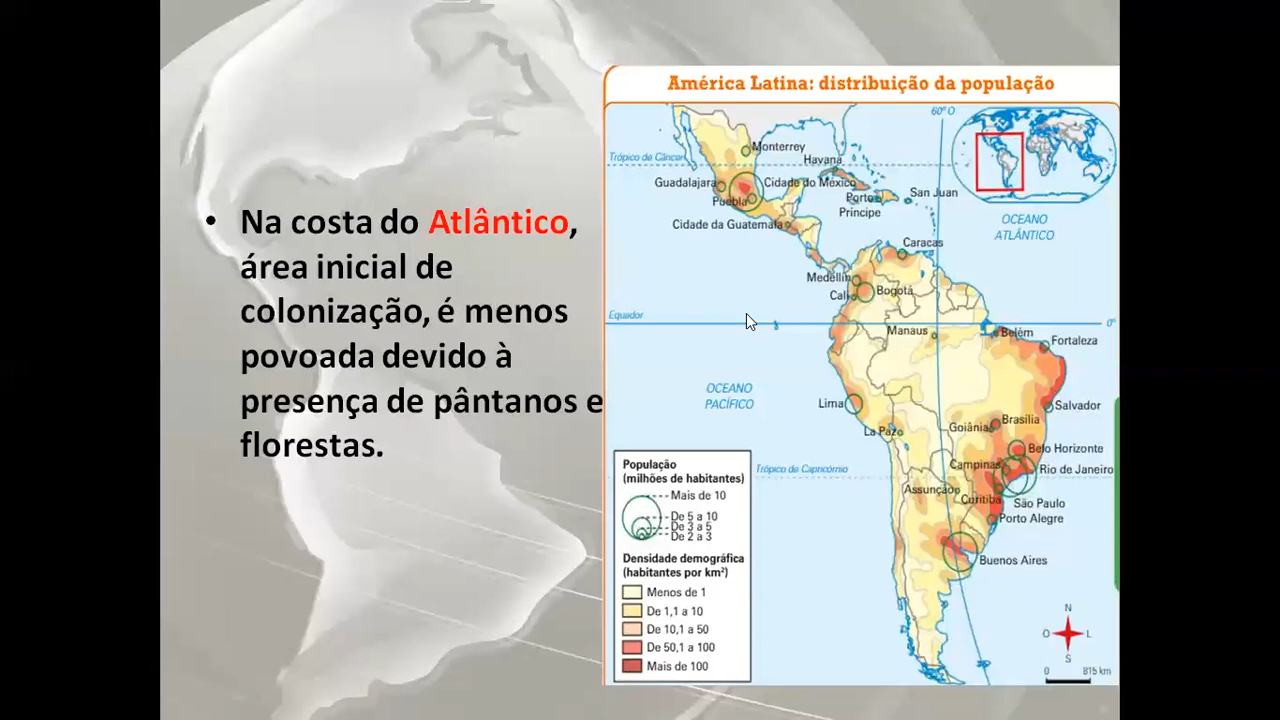 • Na costa do Atlântico,
área inicial de
colonização, é menos
povoada devido à
presença de pântanos e
florestas.
América Latina: distribuição da população
60º O
Monterrey
Trópico de Câncer
Havana
Guadalajara
Cidade do México
Puebla
Porto
Príncipe
San Juan
Cidade da Guatemala
OCEANO
ATLÂNTICO
Caracas
Medellín
Cali
Bogotá
Equador
0º
Manaus
Belém
Fortaleza
OCEANO
PACÍFICO
Lima
Salvador
Brasília
La Paz
Goiânia
Belo Horizonte
Campinas
Rio de Janeiro
Trópico de Capricórnio
Assunção
Curitiba
São Paulo
Porto Alegre
Buenos Aires
População
(milhões de habitantes)
Mais de 10
De 5 a 10
De 3 a 5
De 2 a 3
Densidade demográfica
(habitantes por km²)
Menos de 1
De 1,1 a 10
De 10,1 a 50
De 50,1 a 100
Mais de 100
N
O L
S
0 815 km